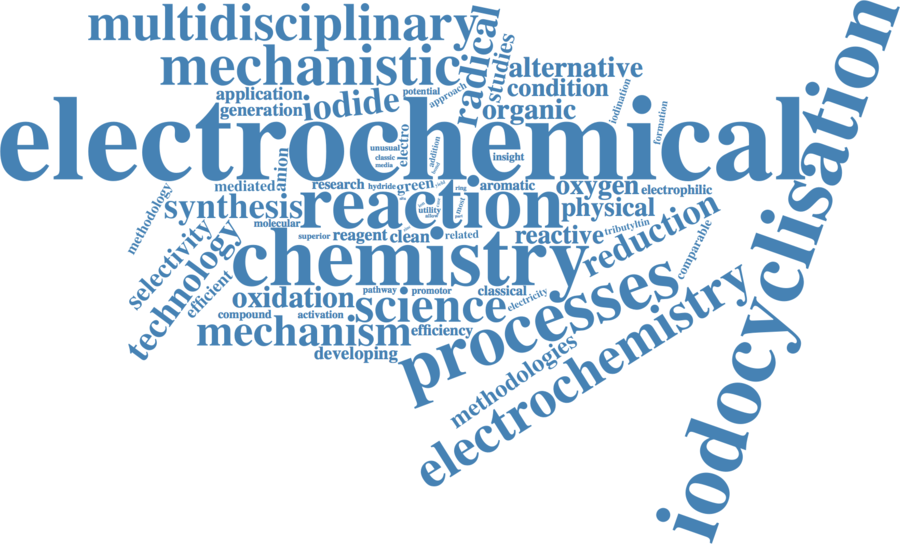 multidisciplinary
mechanistic
radical
studies
alternative
condition
organic
application
generation
iodide
potential
approach
iodination
formation
electrochemical
iodocyclisation
unusual
classic
media
electro
addition
insight
anion
mediated
research
hydride
green
ring
aromatic
oxygen
electrophilic
methodology
synthesis
reaction
utility
most
physical
molecular
superior
reagent
clean
related
reactive
tributyltin
reduction
comparable
selectivity
technology
efficient
chemistry
oxidation
pathway
promotor
classical
electricity
science
processes
compound
activation
mechanism
efficiency
developing
methodologies
electrochemistry